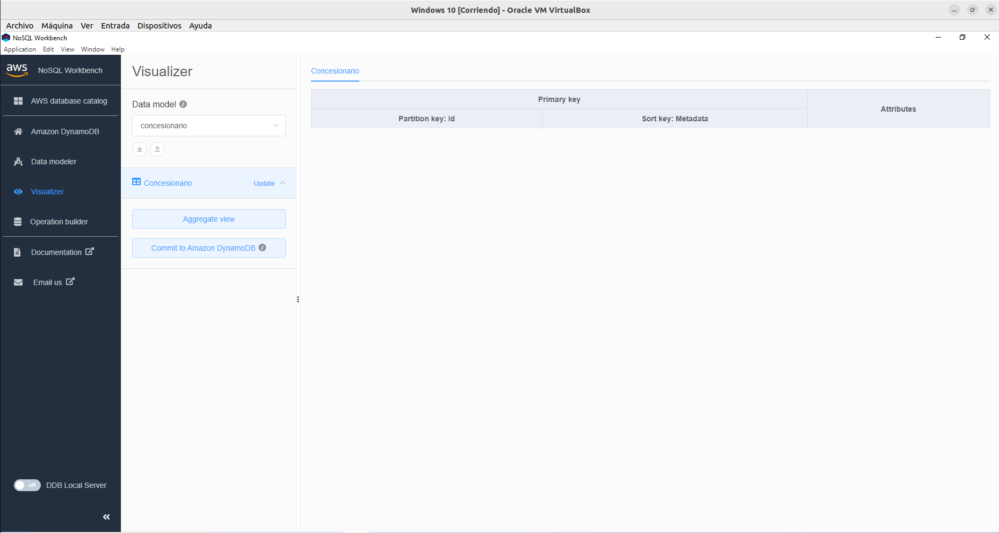 Windows 10 [Corriendo] - Oracle VM VirtualBox
Archivo Máquina Ver Entrada Dispositivos Ayuda
NoSQL Workbench
Application Edit View Window Help
aws NoSQL Workbench
AWS database catalog
Amazon DynamoDB
Data modeler
Visualizer
Operation builder
Documentation
Email us
off DDB Local Server
Visualizer
Data model
concesionario
Concesionario Update
Aggregate view
Commit to Amazon DynamoDB
Concesionario
Primary key
Attributes
Partition key: Id
Sort key: Metadata